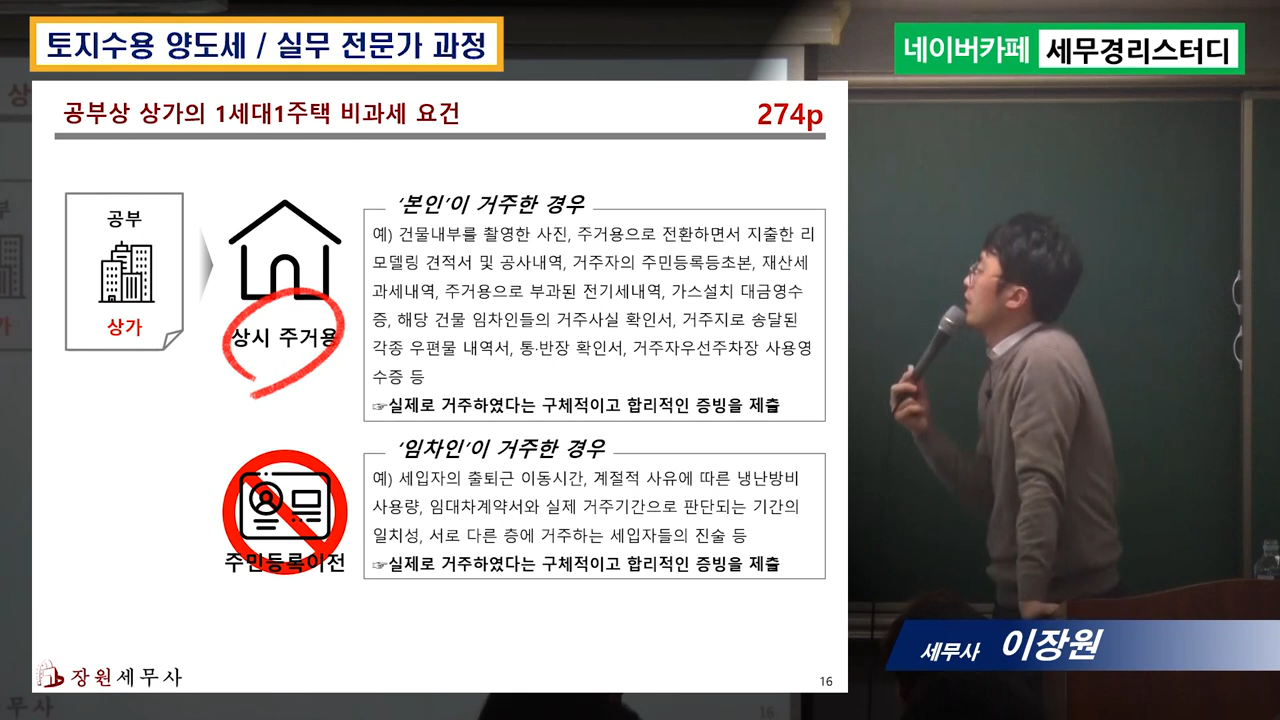 토지수용 양도세 / 실무 전문가 과정
네이버카페 세무경리스터디
공부상 상가의 1세대1주택 비과세 요건
274p
공부
상가
상시 주거용
주민등록이전
‘본인’이 거주한 경우
예) 건물내부를 촬영한 사진, 주거용으로 전환하면서 지출한 리
모델링 견적서 및 공사내역, 거주자의 주민등록등초본, 재산세
과세내역, 주거용으로 부과된 전기세내역, 가스설치 대금영수
증, 해당 건물 임차인들의 거주사실 확인서, 거주지로 송달된
각종 우편물 내역서, 통·반장 확인서, 거주자우선주차장 사용영
수증 등
☞실제로 거주하였다는 구체적이고 합리적인 증빙을 제출
‘임차인’이 거주한 경우
예) 세입자의 출퇴근 이동시간, 계절적 사유에 따른 냉난방비
사용량, 임대차계약서와 실제 거주기간으로 판단되는 기간의
일치성, 서로 다른 층에 거주하는 세입자들의 진술 등
☞실제로 거주하였다는 구체적이고 합리적인 증빙을 제출
세무사 이장원
장원세무사
16